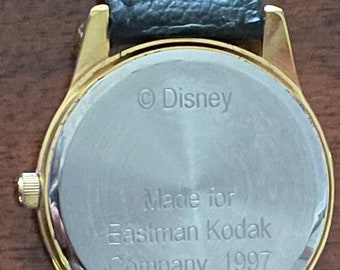 © Disney
Made for
Eastman Kodak
Company, 1997